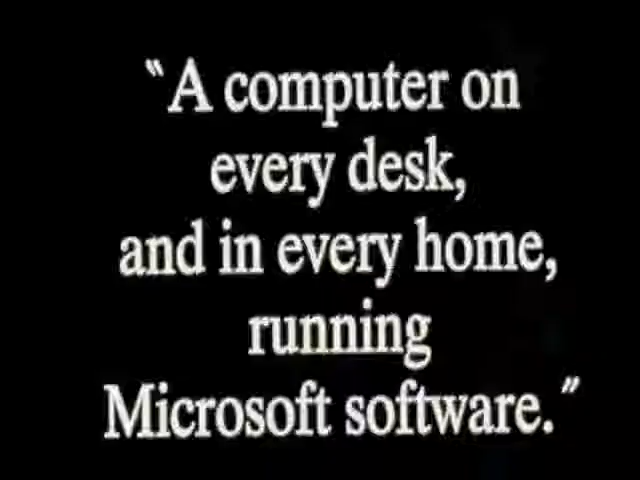 "A computer on
every desk,
and in every home,
running
Microsoft software."